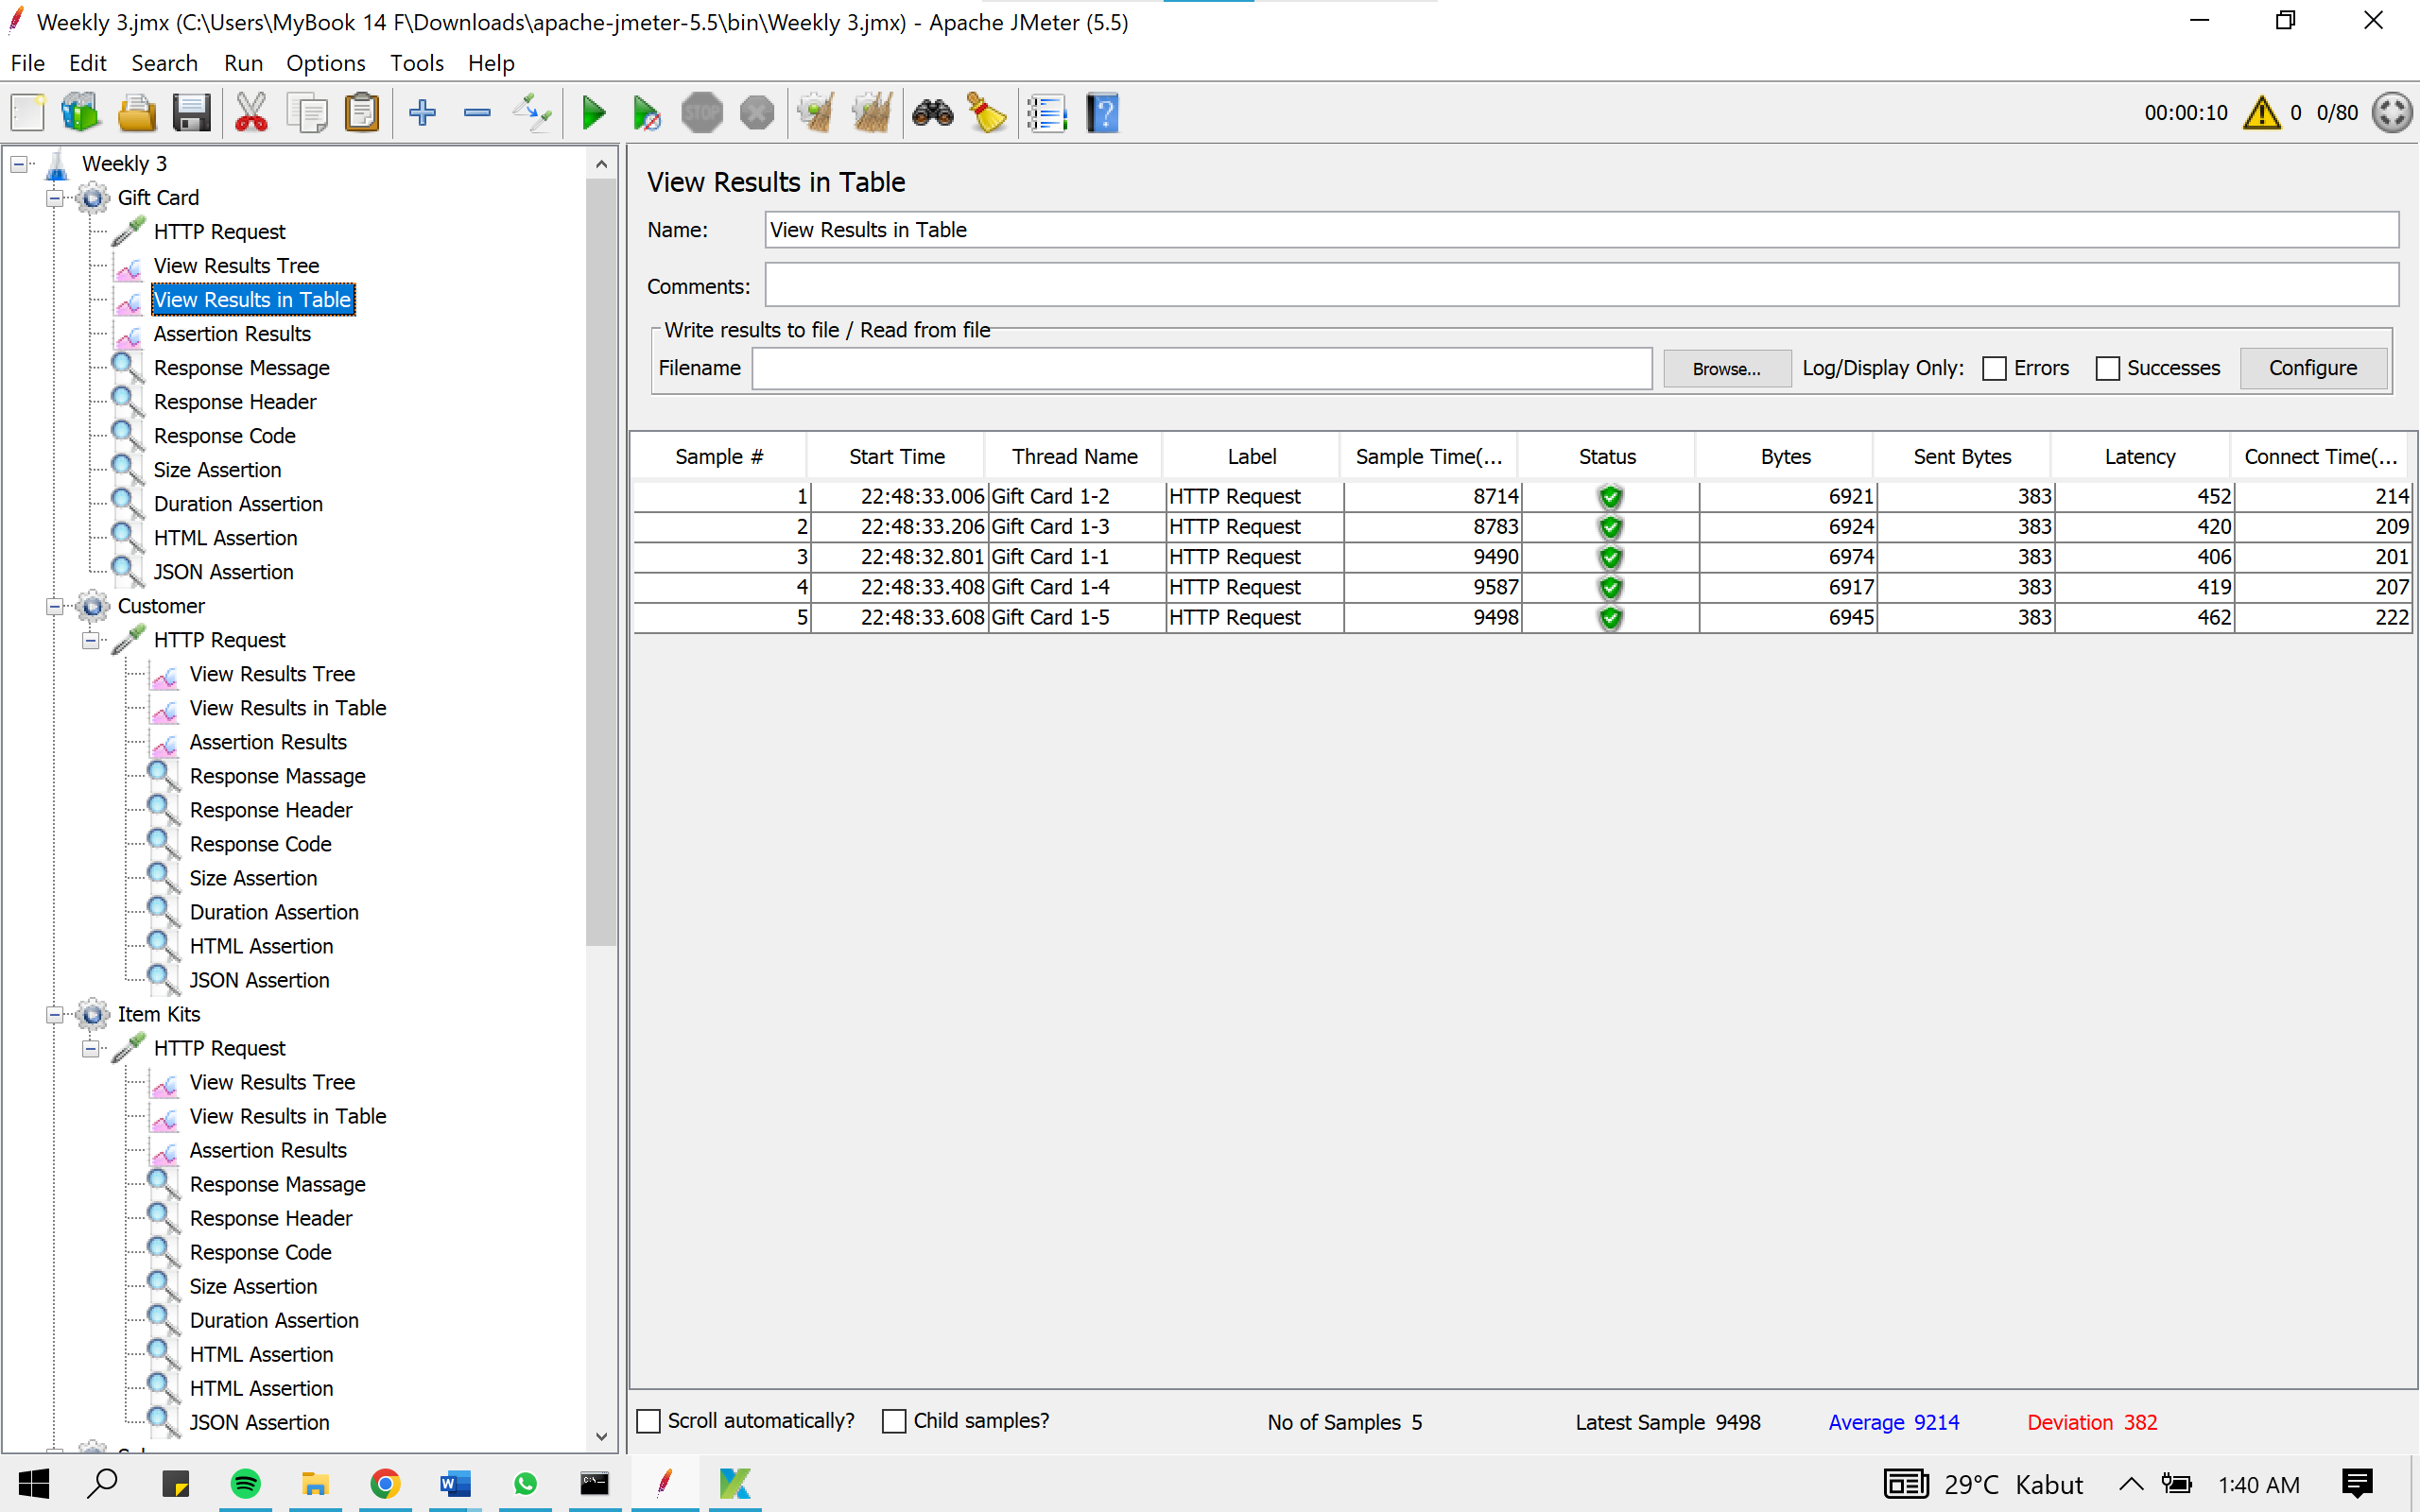 Weekly 3.jmx (C:\Users\MyBook 14 F\Downloads\apache-jmeter-5.5\bin\Weekly 3.jmx) - Apache JMeter (5.5)
File Edit Search Run Options Tools Help
STOP
00:00:10 0 0/80
Weekly 3
Gift Card
HTTP Request
View Results Tree
View Results in Table
Assertion Results
Response Message
Response Header
Response Code
Size Assertion
Duration Assertion
HTML Assertion
JSON Assertion
Customer
HTTP Request
View Results Tree
View Results in Table
Assertion Results
Response Massage
Response Header
Response Code
Size Assertion
Duration Assertion
HTML Assertion
JSON Assertion
Item Kits
HTTP Request
View Results Tree
View Results in Table
Assertion Results
Response Massage
Response Header
Response Code
Size Assertion
Duration Assertion
HTML Assertion
HTML Assertion
JSON Assertion
View Results in Table
Name: View Results in Table
Comments:
Write results to file / Read from file
Filename Browse... Log/Display Only: Errors Successes Configure
Sample # Start Time Thread Name Label Sample Time(... Status Bytes Sent Bytes Latency Connect Time(...
1 22:48:33.006 Gift Card 1-2 HTTP Request 8714 6921 383 452 214
2 22:48:33.206 Gift Card 1-3 HTTP Request 8783 6924 383 420 209
3 22:48:32.801 Gift Card 1-1 HTTP Request 9490 6974 383 406 201
4 22:48:33.408 Gift Card 1-4 HTTP Request 9587 6917 383 419 207
5 22:48:33.608 Gift Card 1-5 HTTP Request 9498 6945 383 462 222
Scroll automatically? Child samples? No of Samples 5 Latest Sample 9498 Average 9214 Deviation 382
29°C Kabut 1:40 AM